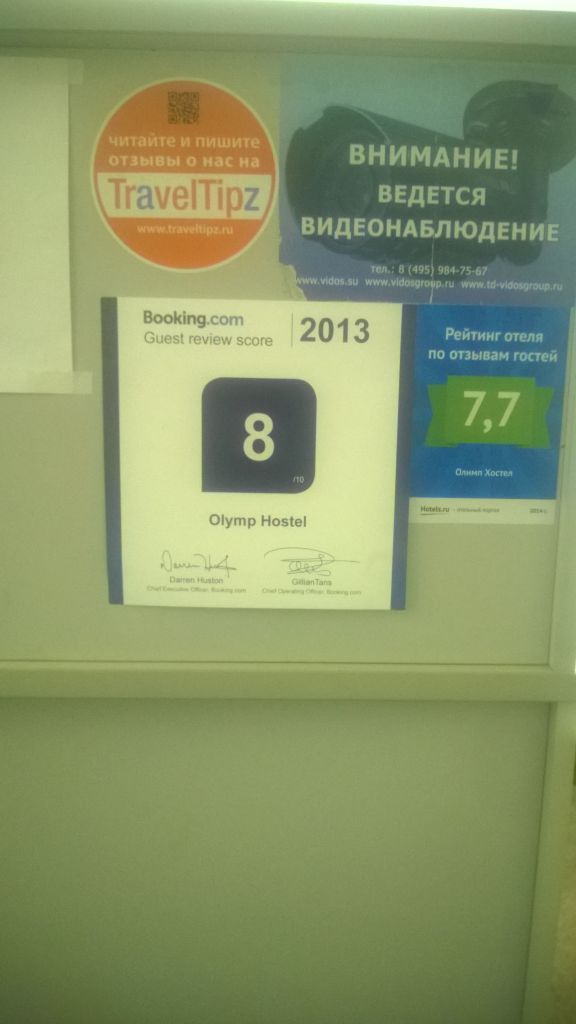 читайте и пишите
отзывы о нас на
TravelTipz
www.traveltipz.ru
ВНИМАНИЕ!
ВЕДЕТСЯ
ВИДЕОНАБЛЮДЕНИЕ
тел.: 8 (495) 984-75-67
www.vidos.su www.vidosgroup.ru www.td-vidosgroup.ru
Booking.com
Guest review score
2013
8
/10
Olymp Hostel
Darren Huston
Chief Executive Officer, Booking.com
GillianTans
Chief Operating Officer, Booking.com
Рейтинг отеля
по отзывам гостей
7,7
Олимп Хостел
Hotels.ru - отельный портал
2014 г.